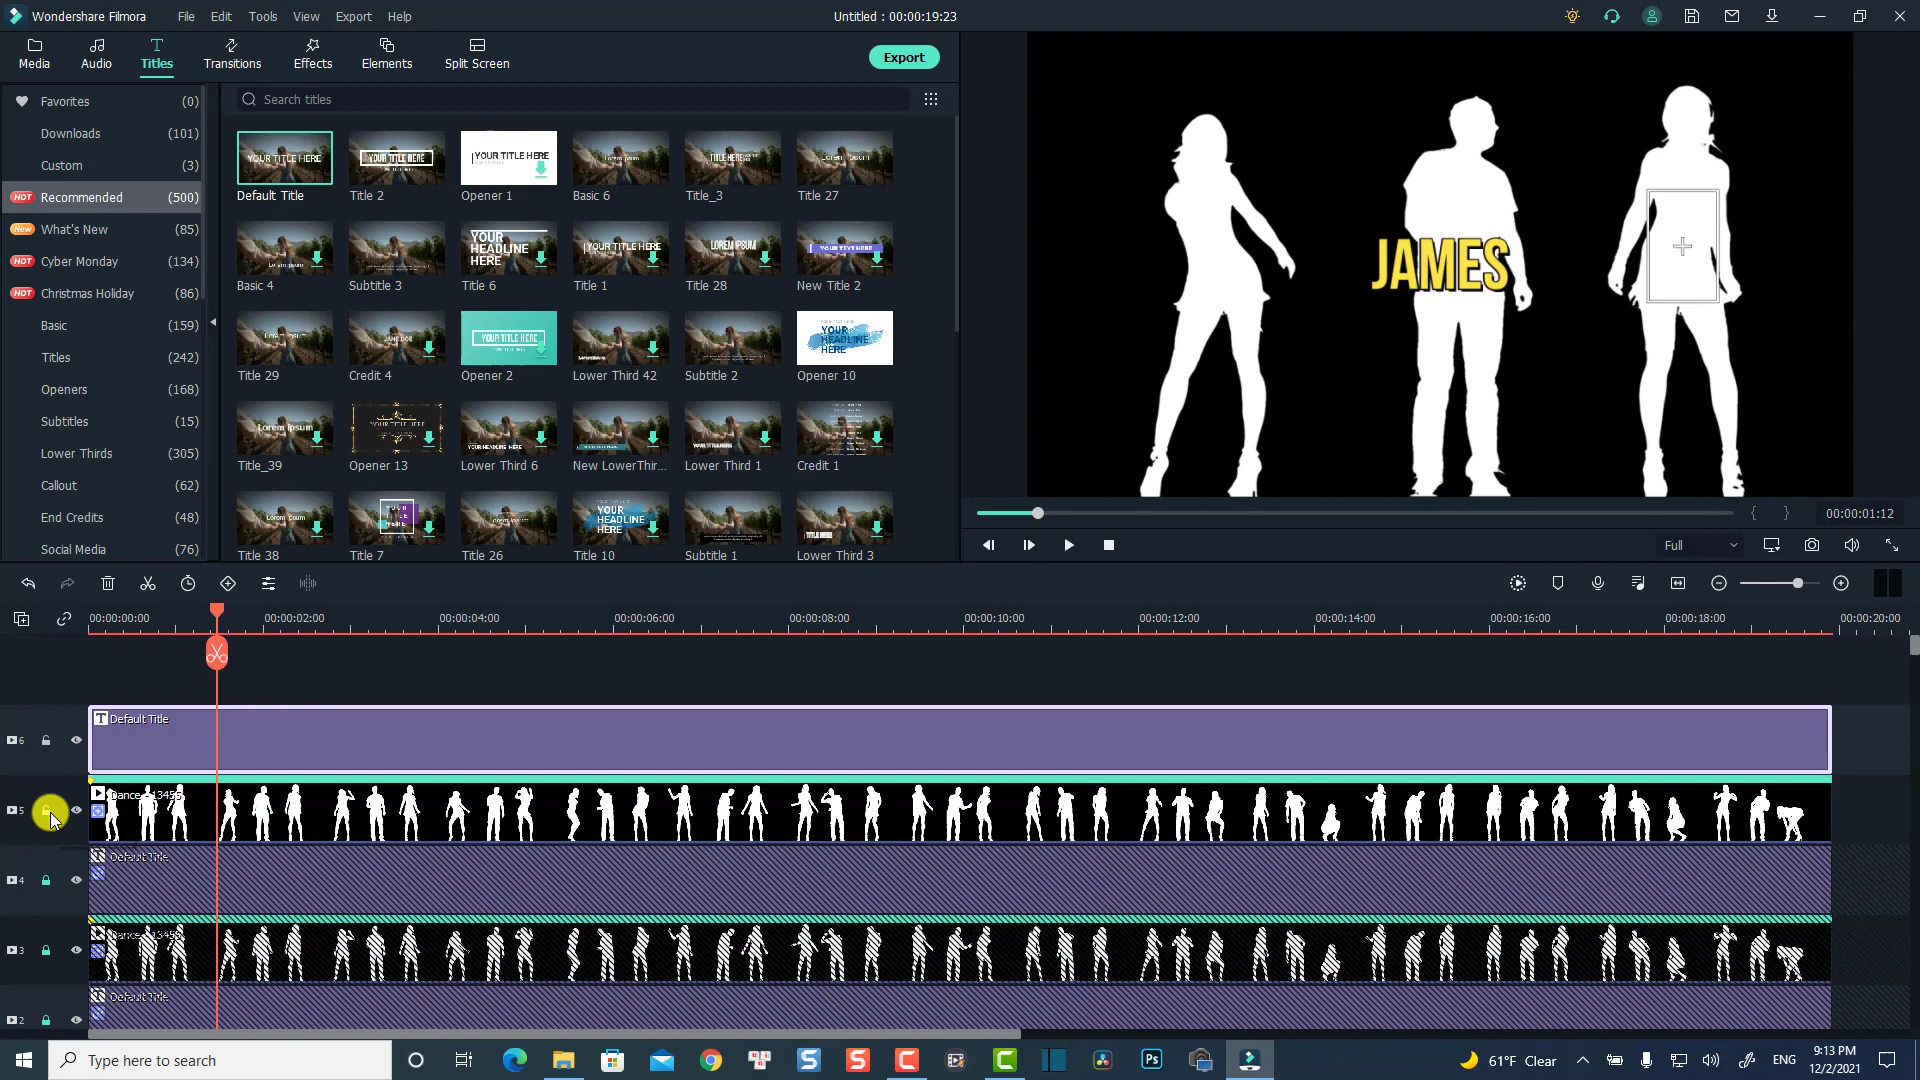 Wondershare Filmora
File
Edit
Tools
View
Export
Help
Untitled : 00:00:19:23
Media
Audio
Titles
Transitions
Effects
Elements
Split Screen
Export
Favorites (0)
Downloads (101)
Custom (3)
HOT Recommended (500)
New What's New (85)
HOT Cyber Monday (134)
HOT Christmas Holiday (86)
Basic (159)
Titles (242)
Openers (168)
Subtitles (15)
Lower Thirds (305)
Callout (62)
End Credits (48)
Social Media (76)
Search titles
YOUR TITLE HERE
YOUR TITLE HERE
YOUR TITLE HERE
Lorem Ipsum
TITLE HERE
Lorem Ipsum
Default Title
Title 2
Opener 1
Basic 6
Title_3
Title 27
Lorem Ipsum
YOUR HEADLINE HERE
YOUR TITLE HERE
LOREM IPSUM
YOUR TEXT HERE
Basic 4
Subtitle 3
Title 6
Title 1
Title 28
New Title 2
Lorem Ipsum
JANE DOE
YOUR TITLE HERE
YOUR HEADLINE HERE
Title 29
Credit 4
Opener 2
Lower Third 42
Subtitle 2
Opener 10
Lorem Ipsum
YOUR TITLE HERE
YOUR HEADLINE HERE
Title_39
Opener 13
Lower Third 6
New LowerThir...
Lower Third 1
Credit 1
Lorem Ipsum
YOUR TITLE HERE
YOUR HEADLINE HERE
TITLE HERE
Title 38
Title 7
Title 26
Title 10
Subtitle 1
Lower Third 3
JAMES
00:00:01:12
Full
00:00:00:00
00:00:02:00
00:00:04:00
00:00:06:00
00:00:08:00
00:00:10:00
00:00:12:00
00:00:14:00
00:00:16:00
00:00:18:00
00:00:20:00
6
T Default Title
5
4
Default Title
3
2
Default Title
Type here to search
Ps
61°F Clear
ENG
9:13 PM
12/2/2021